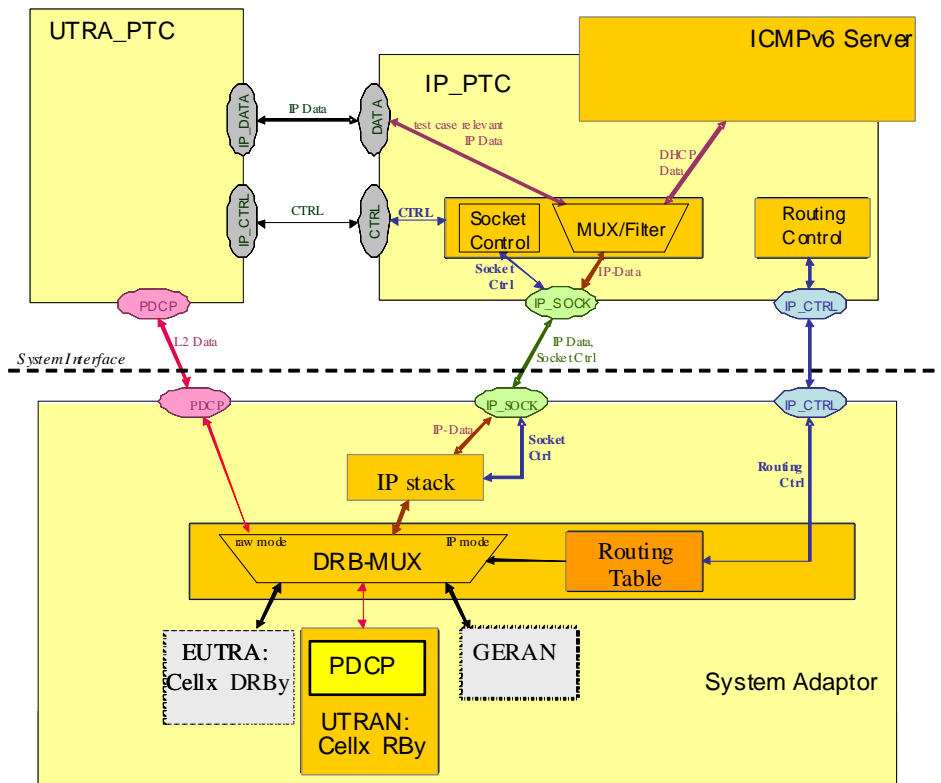 UTRA_PTC
ICMPv6 Server
IP_PTC
IP_DATA
IP Data
DATA
test case relevant
IP Data
DHCP
Data
IP_CTRL
CTRL
CTRL
CTRL
Socket
Control
MUX/Filter
Routing
Control
Socket
Ctrl
IP-Data
PDCP
IP_SOCK
IP_CTRL
L2 Data
IP Data,
Socket Ctrl
System Interface
PDCP
IP_SOCK
IP_CTRL
IP-Data
Socket
Ctrl
IP stack
Routing
Ctrl
raw mode
IP mode
DRB-MUX
Routing
Table
EUTRA:
Cellx DRBy
PDCP
UTRAN:
Cellx RBy
GERAN
System Adaptor